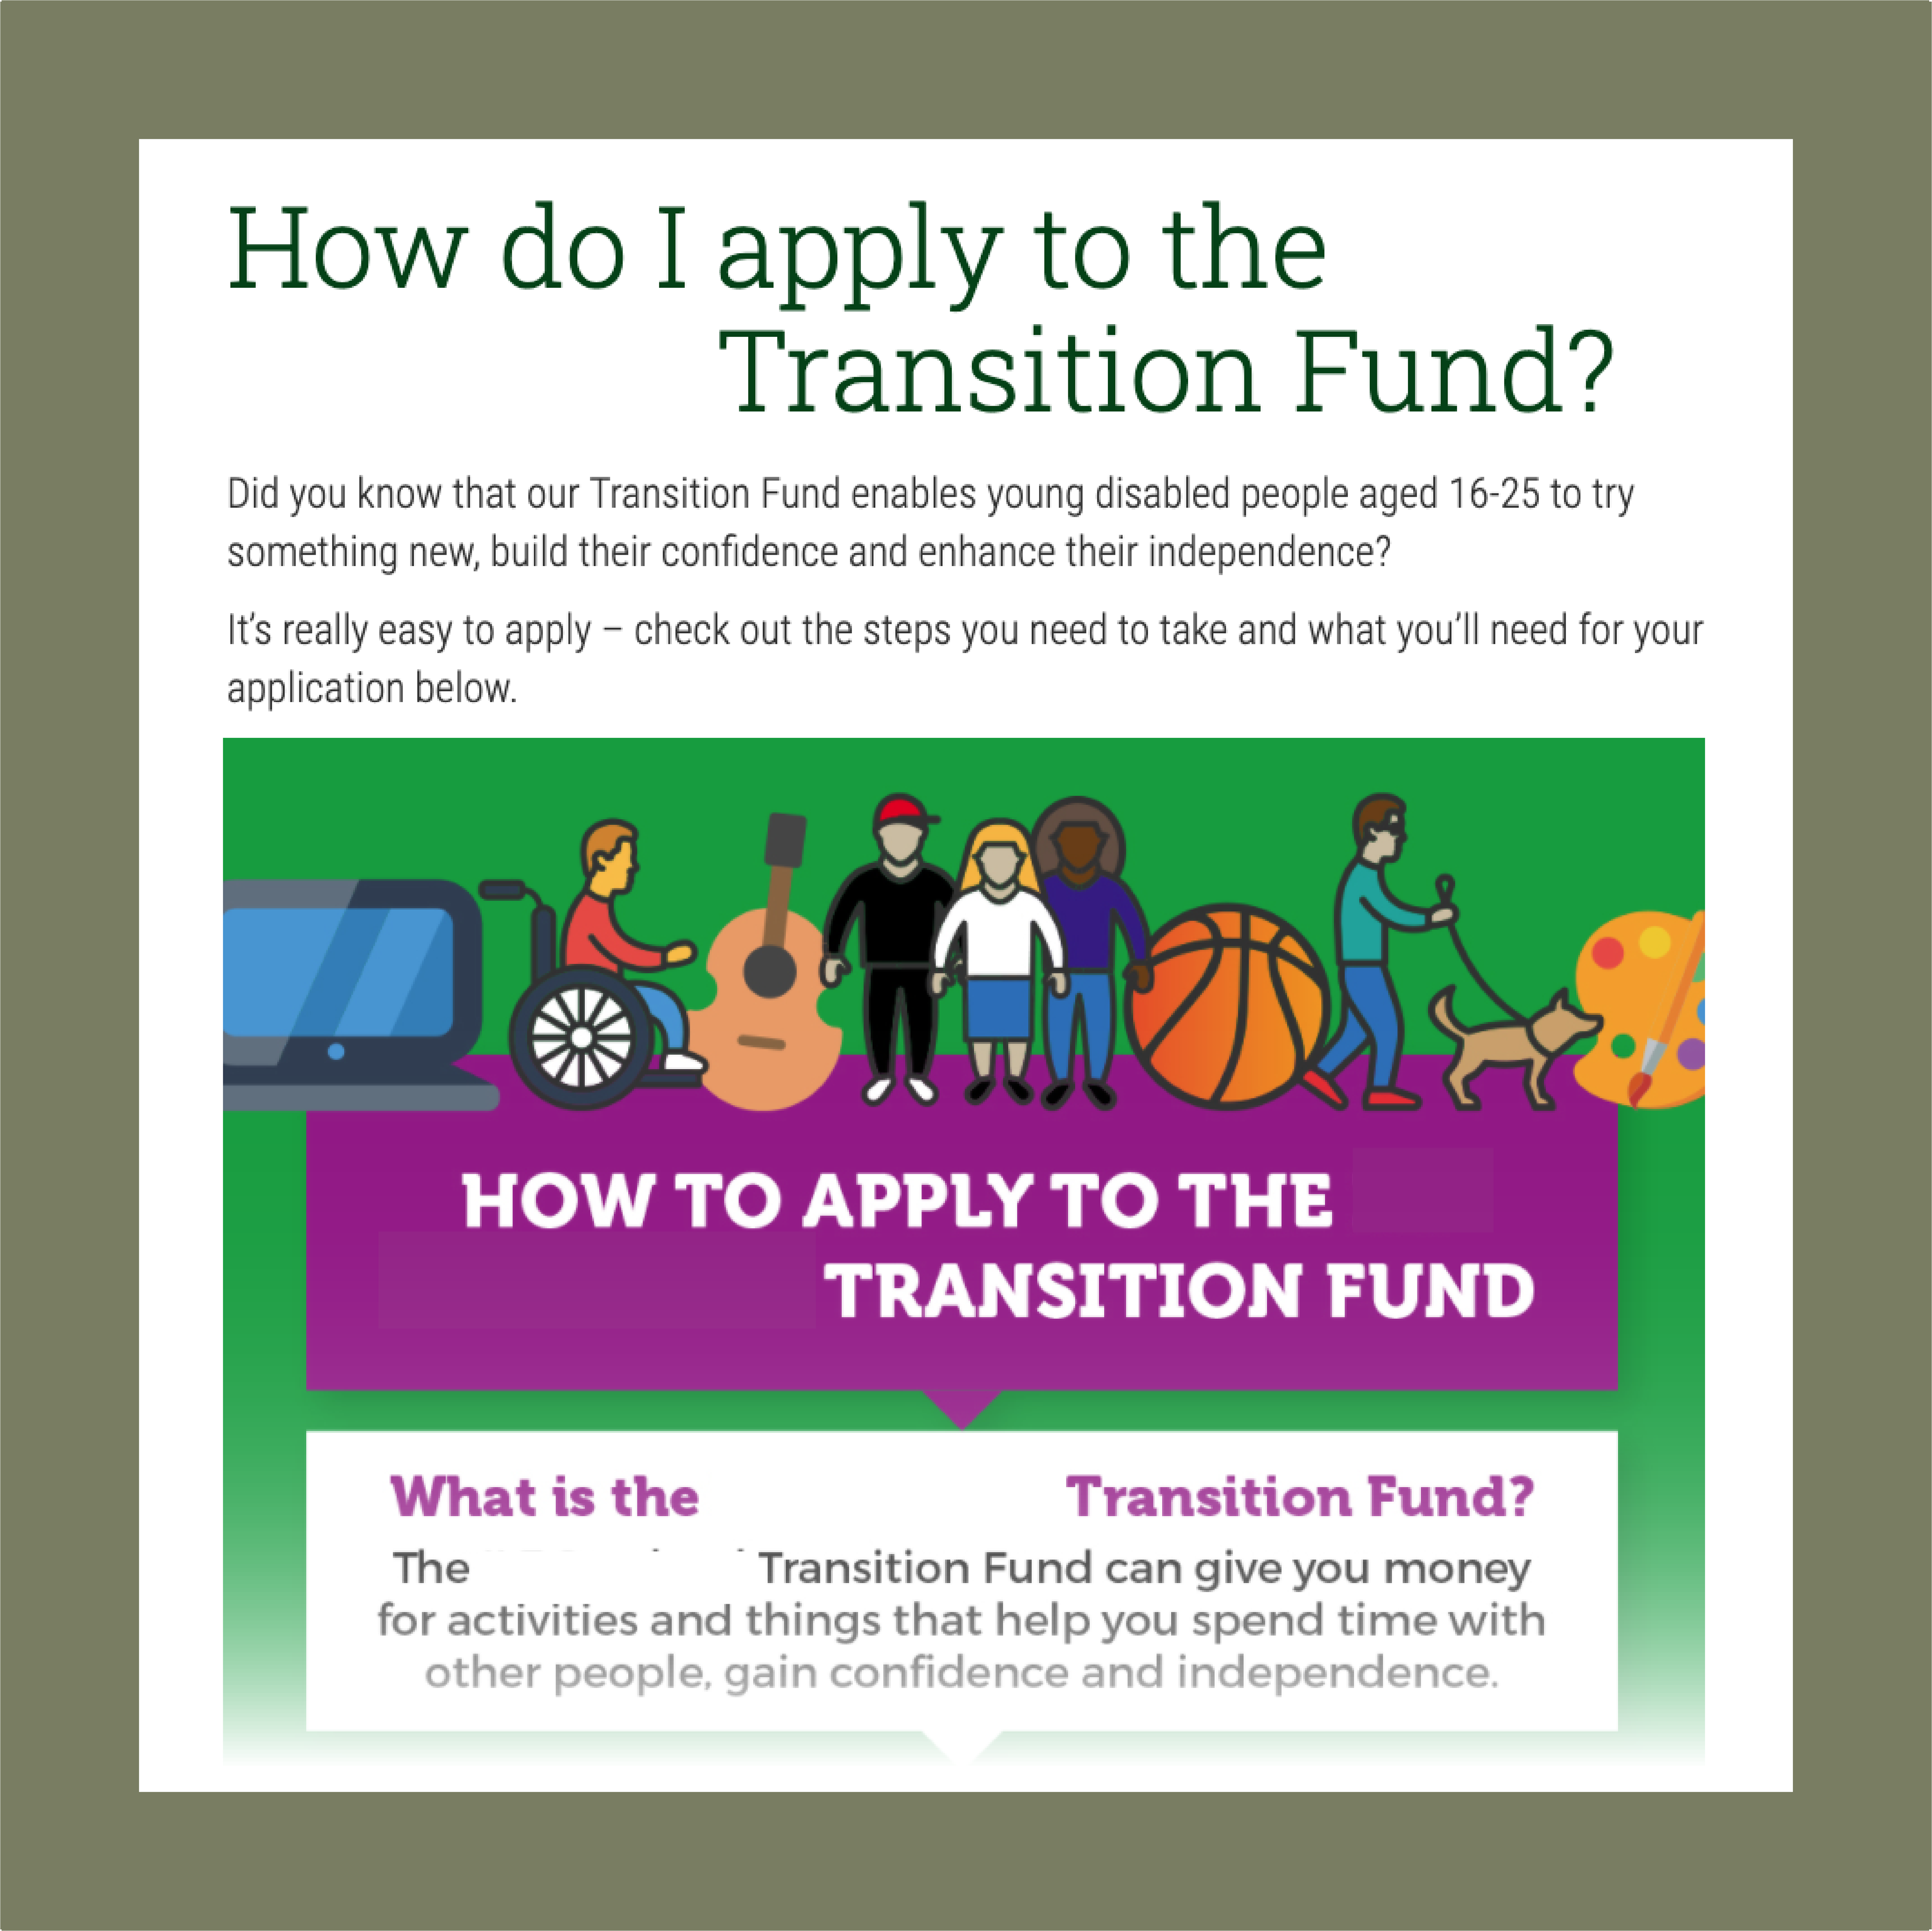 How do I apply to the
Transition Fund?
Did you know that our Transition Fund enables young disabled people aged 16-25 to try
something new, build their confidence and enhance their independence?
It’s really easy to apply – check out the steps you need to take and what you’ll need for your
application below.
HOW TO APPLY TO THE
TRANSITION FUND
What is the Transition Fund?
The Transition Fund can give you money
for activities and things that help you spend time with
other people, gain confidence and independence.